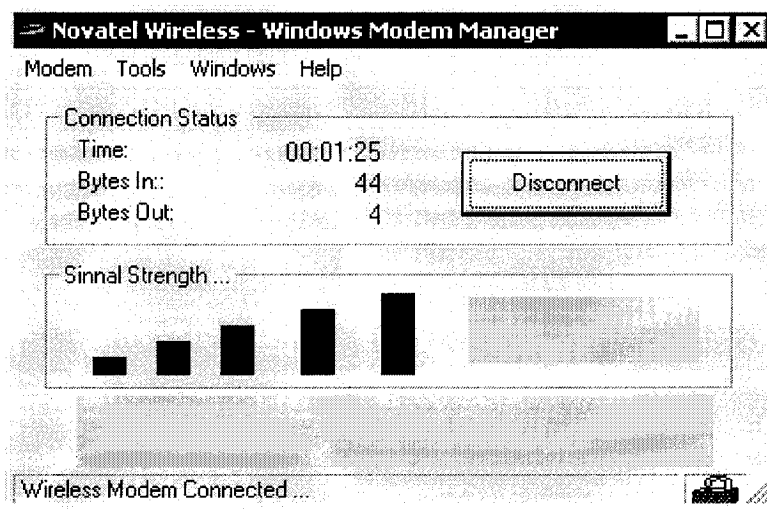 Novatel Wireless - Windows Modem Manager
Modem Tools Windows Help
Connection Status
Time: 00:01:25
Bytes In:: 44
Disconnect
Bytes Out: 4
Sinnal Strength ...
Wireless Modem Connected ...